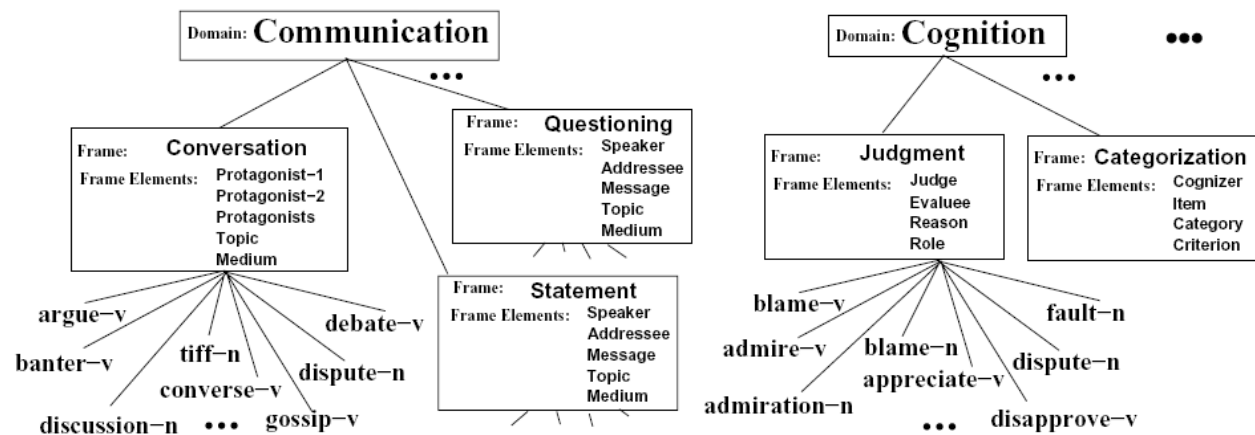 Domain: Communication
...
Frame: Conversation
Frame Elements: Protagonist-1
Protagonist-2
Protagonists
Topic
Medium
argue-v
banter-v
discussion-n
tiff-n
converse-v
gossip-v
dispute-n
debate-v
...
Frame: Questioning
Frame Elements: Speaker
Addressee
Message
Topic
Medium
Frame: Statement
Frame Elements: Speaker
Addressee
Message
Topic
Medium
Domain: Cognition
...
...
Frame: Judgment
Frame Elements: Judge
Evaluee
Reason
Role
blame-v
admire-v
admiration-n
blame-n
appreciate-v
disapprove-v
dispute-n
fault-n
...
Frame: Categorization
Frame Elements: Cognizer
Item
Category
Criterion